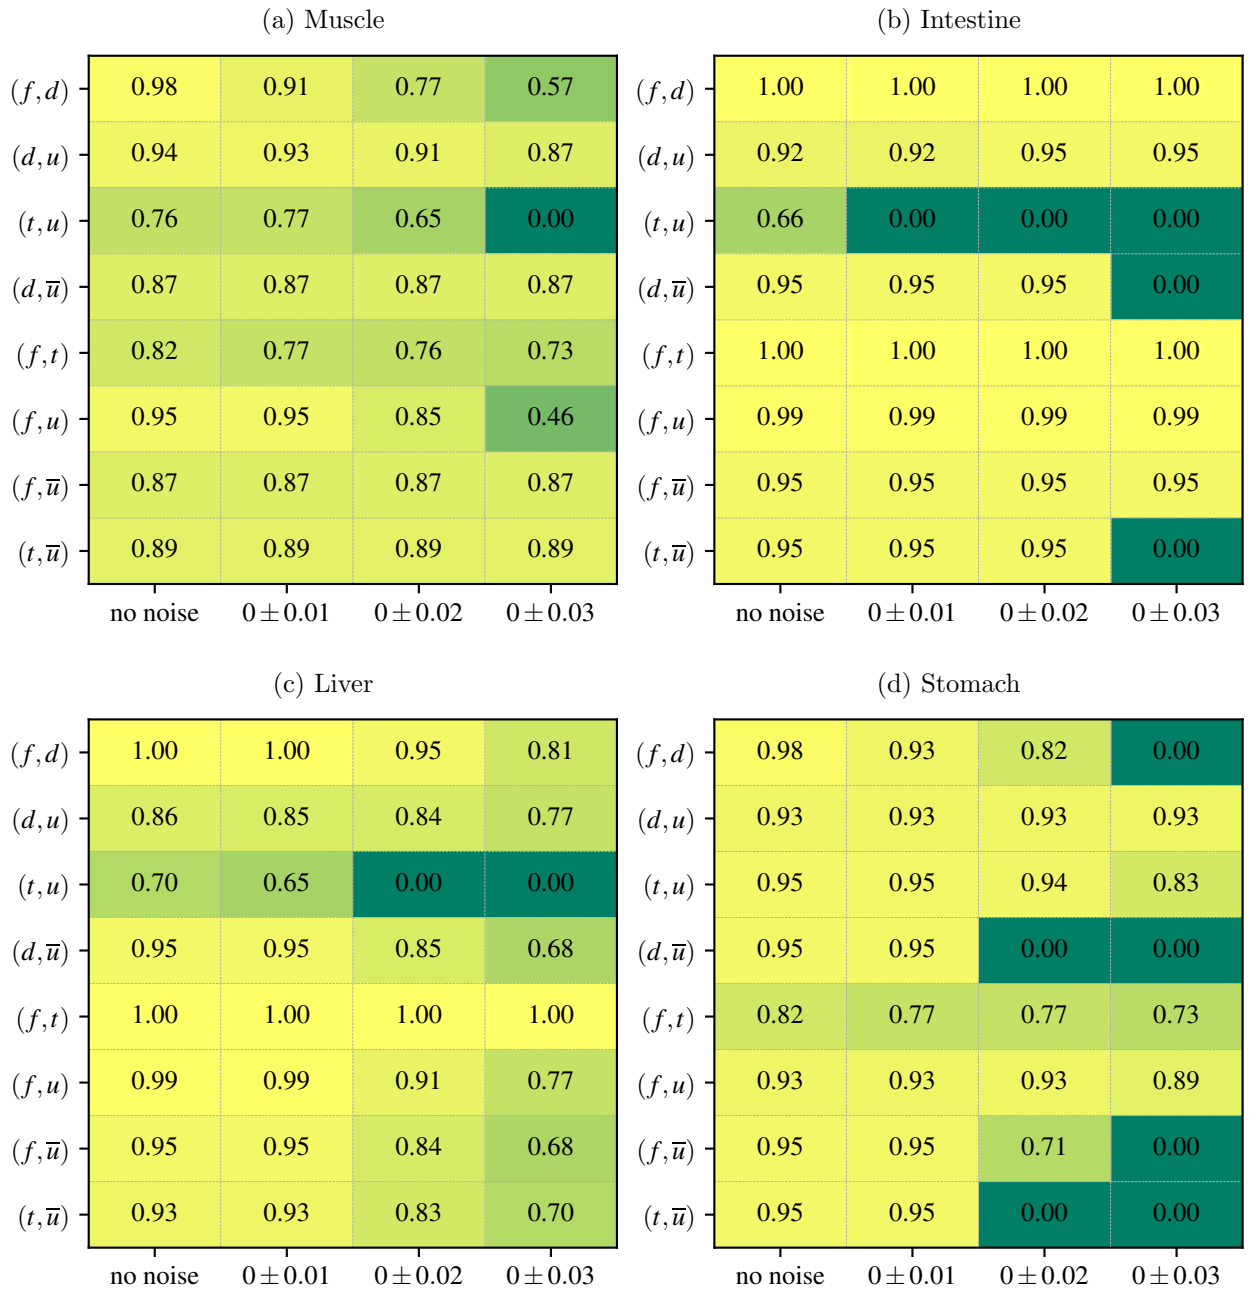 (a) Muscle
(f,d) 0.98 0.91 0.77 0.57
(d,u) 0.94 0.93 0.91 0.87
(t,u) 0.76 0.77 0.65 0.00
(d,u̅) 0.87 0.87 0.87 0.87
(f,t) 0.82 0.77 0.76 0.73
(f,u) 0.95 0.95 0.85 0.46
(f,u̅) 0.87 0.87 0.87 0.87
(t,u̅) 0.89 0.89 0.89 0.89
no noise 0±0.01 0±0.02 0±0.03
(b) Intestine
(f,d) 1.00 1.00 1.00 1.00
(d,u) 0.92 0.92 0.95 0.95
(t,u) 0.66 0.00 0.00 0.00
(d,u̅) 0.95 0.95 0.95 0.00
(f,t) 1.00 1.00 1.00 1.00
(f,u) 0.99 0.99 0.99 0.99
(f,u̅) 0.95 0.95 0.95 0.95
(t,u̅) 0.95 0.95 0.95 0.00
no noise 0±0.01 0±0.02 0±0.03
(c) Liver
(f,d) 1.00 1.00 0.95 0.81
(d,u) 0.86 0.85 0.84 0.77
(t,u) 0.70 0.65 0.00 0.00
(d,u̅) 0.95 0.95 0.85 0.68
(f,t) 1.00 1.00 1.00 1.00
(f,u) 0.99 0.99 0.91 0.77
(f,u̅) 0.95 0.95 0.84 0.68
(t,u̅) 0.93 0.93 0.83 0.70
no noise 0±0.01 0±0.02 0±0.03
(d) Stomach
(f,d) 0.98 0.93 0.82 0.00
(d,u) 0.93 0.93 0.93 0.93
(t,u) 0.95 0.95 0.94 0.83
(d,u̅) 0.95 0.95 0.00 0.00
(f,t) 0.82 0.77 0.77 0.73
(f,u) 0.93 0.93 0.93 0.89
(f,u̅) 0.95 0.95 0.71 0.00
(t,u̅) 0.95 0.95 0.00 0.00
no noise 0±0.01 0±0.02 0±0.03